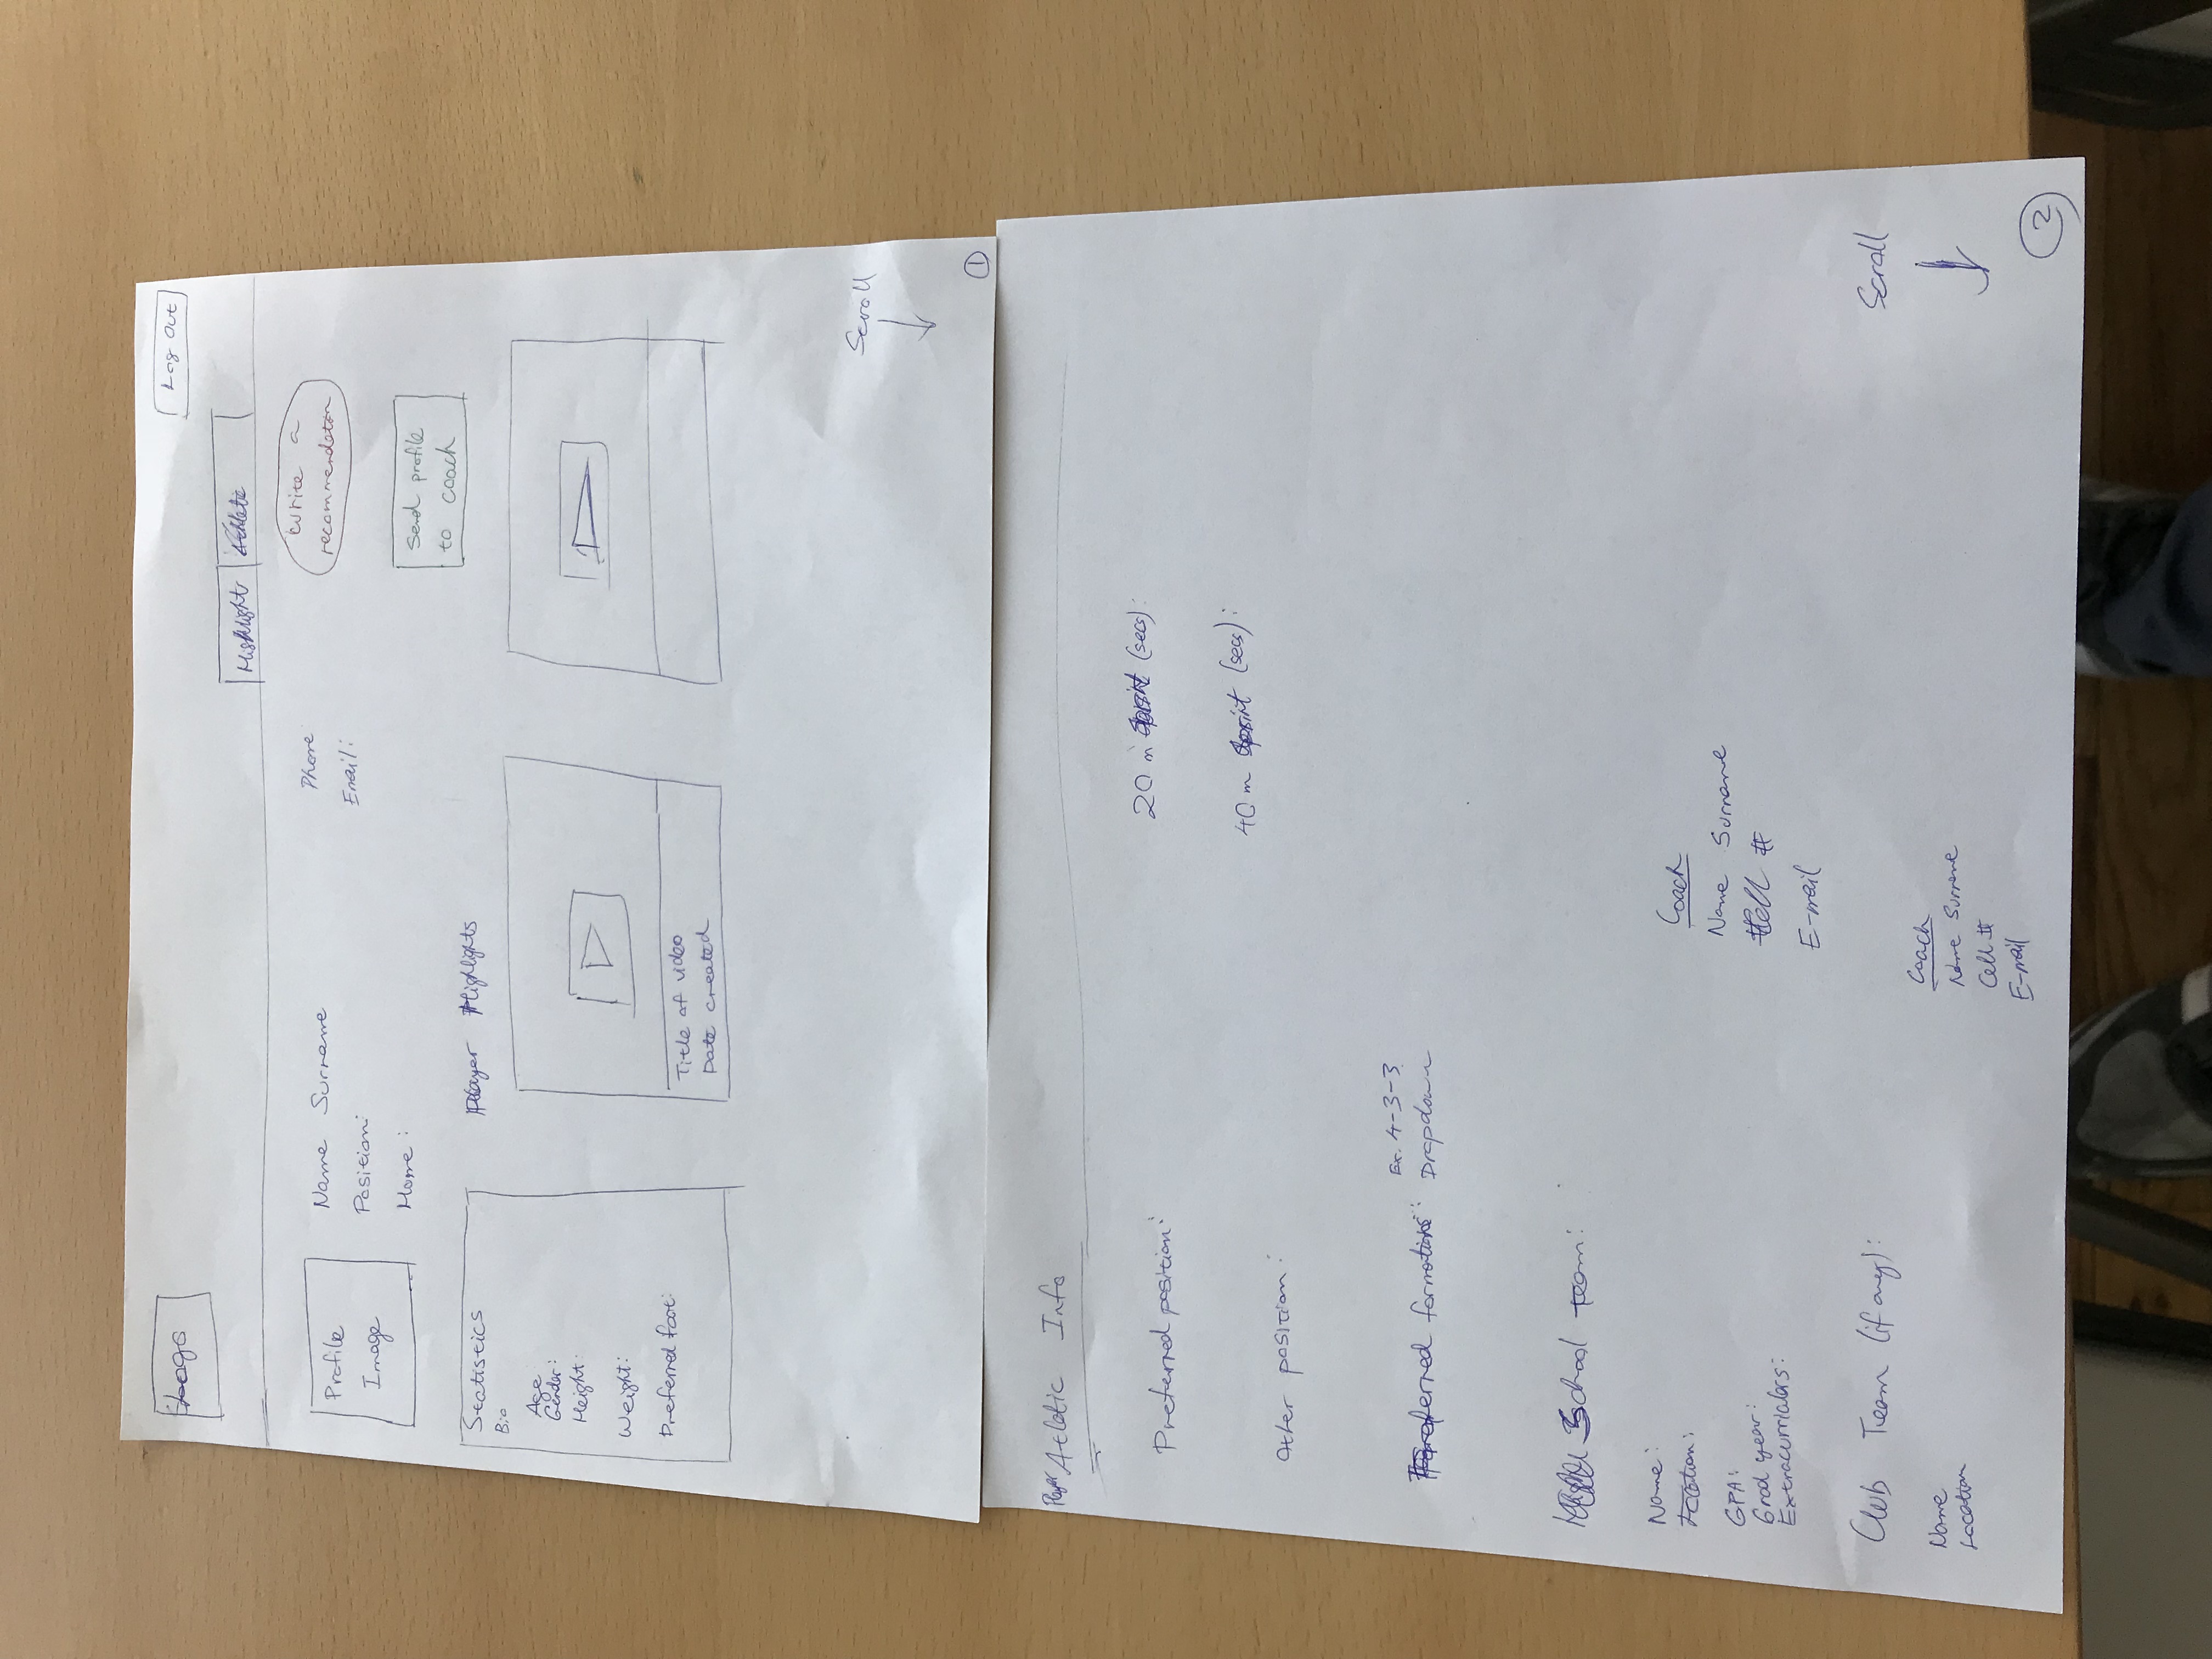 Logo
Log Out
Highlight Athletic
Write a
recommendaton
Profile
Image
Name Surname
Position:
Home:
Phone
Email:
Send profile
to coach
Statistics
Bio
Age
Gender:
Height:
Weight:
Preferred foot:
Player Highlights
Title of video
Date created
Scroll
1
Player Atletic Info
Preferred position:
20 m sprint (secs):
40 m sprint (secs):
Other position:
Ex. 4-3-3
Preferred formations: Dropdown
High School team:
Name:
Location:
GPA:
Grad year:
Extracurrialars:
Coach
Name Surname
Cell #
E-mail
Club Team (if any):
Name
Location
Coach
Name Surname
Cell #
E-mail
Scroll
2